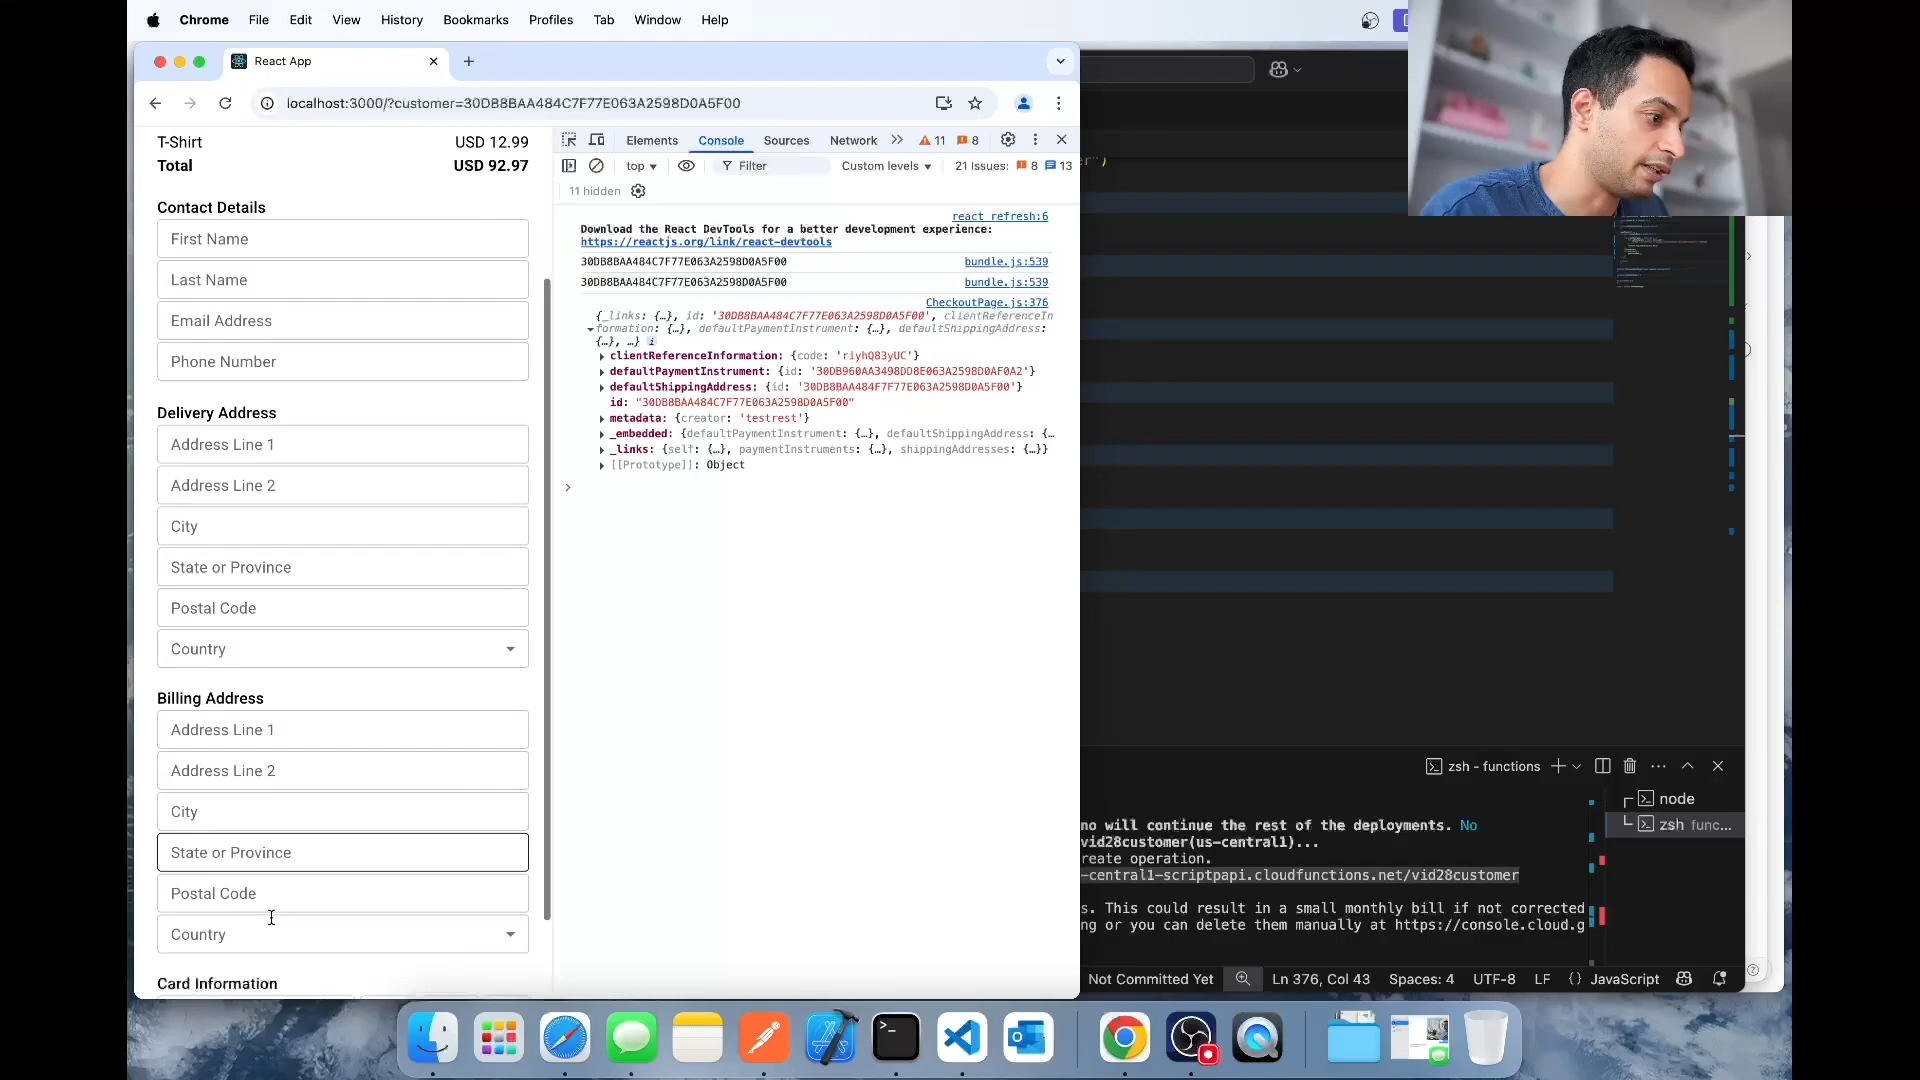 Chrome File Edit View History Bookmarks Profiles Tab Window Help
React App
localhost:3000/?customer=30DB8BAA484C7F77E063A2598D0A5F00
T-Shirt USD 12.99
Total USD 92.97
Contact Details
First Name
Last Name
Email Address
Phone Number
Delivery Address
Address Line 1
Address Line 2
City
State or Province
Postal Code
Country
Billing Address
Address Line 1
Address Line 2
City
State or Province
Postal Code
Country
Card Information
Elements Console Sources Network 11 8
top Filter Custom levels 21 Issues: 8 13
11 hidden
react refresh:6
Download the React DevTools for a better development experience:
https://reactjs.org/link/react-devtools
30DB8BAA484C7F77E063A2598D0A5F00 bundle.js:539
30DB8BAA484C7F77E063A2598D0A5F00 bundle.js:539
CheckoutPage.js:376
{_links: {…}, id: '30DB8BAA484C7F77E063A2598D0A5F00', clientReferenceIn
formation: {…}, defaultPaymentInstrument: {…}, defaultShippingAddress:
{…}, …}
clientReferenceInformation: {code: 'riyhQ83yUC'}
defaultPaymentInstrument: {id: '30DB960AA3498DD8E063A2598D0AF0A2'}
defaultShippingAddress: {id: '30DB8BAA484F7F77E063A2598D0A5F00'}
id: "30DB8BAA484C7F77E063A2598D0A5F00"
metadata: {creator: 'testrest'}
_embedded: {defaultPaymentInstrument: {…}, defaultShippingAddress: {…
_links: {self: {…}, paymentInstruments: {…}, shippingAddresses: {…}}
[[Prototype]]: Object
zsh - functions
node
zsh func...
no will continue the rest of the deployments. No
vid28customer(us-central1)...
reate operation.
-central1-scriptpapi.cloudfunctions.net/vid28customer
s. This could result in a small monthly bill if not corrected
ng or you can delete them manually at https://console.cloud.g
Not Committed Yet Ln 376, Col 43 Spaces: 4 UTF-8 LF {} JavaScript